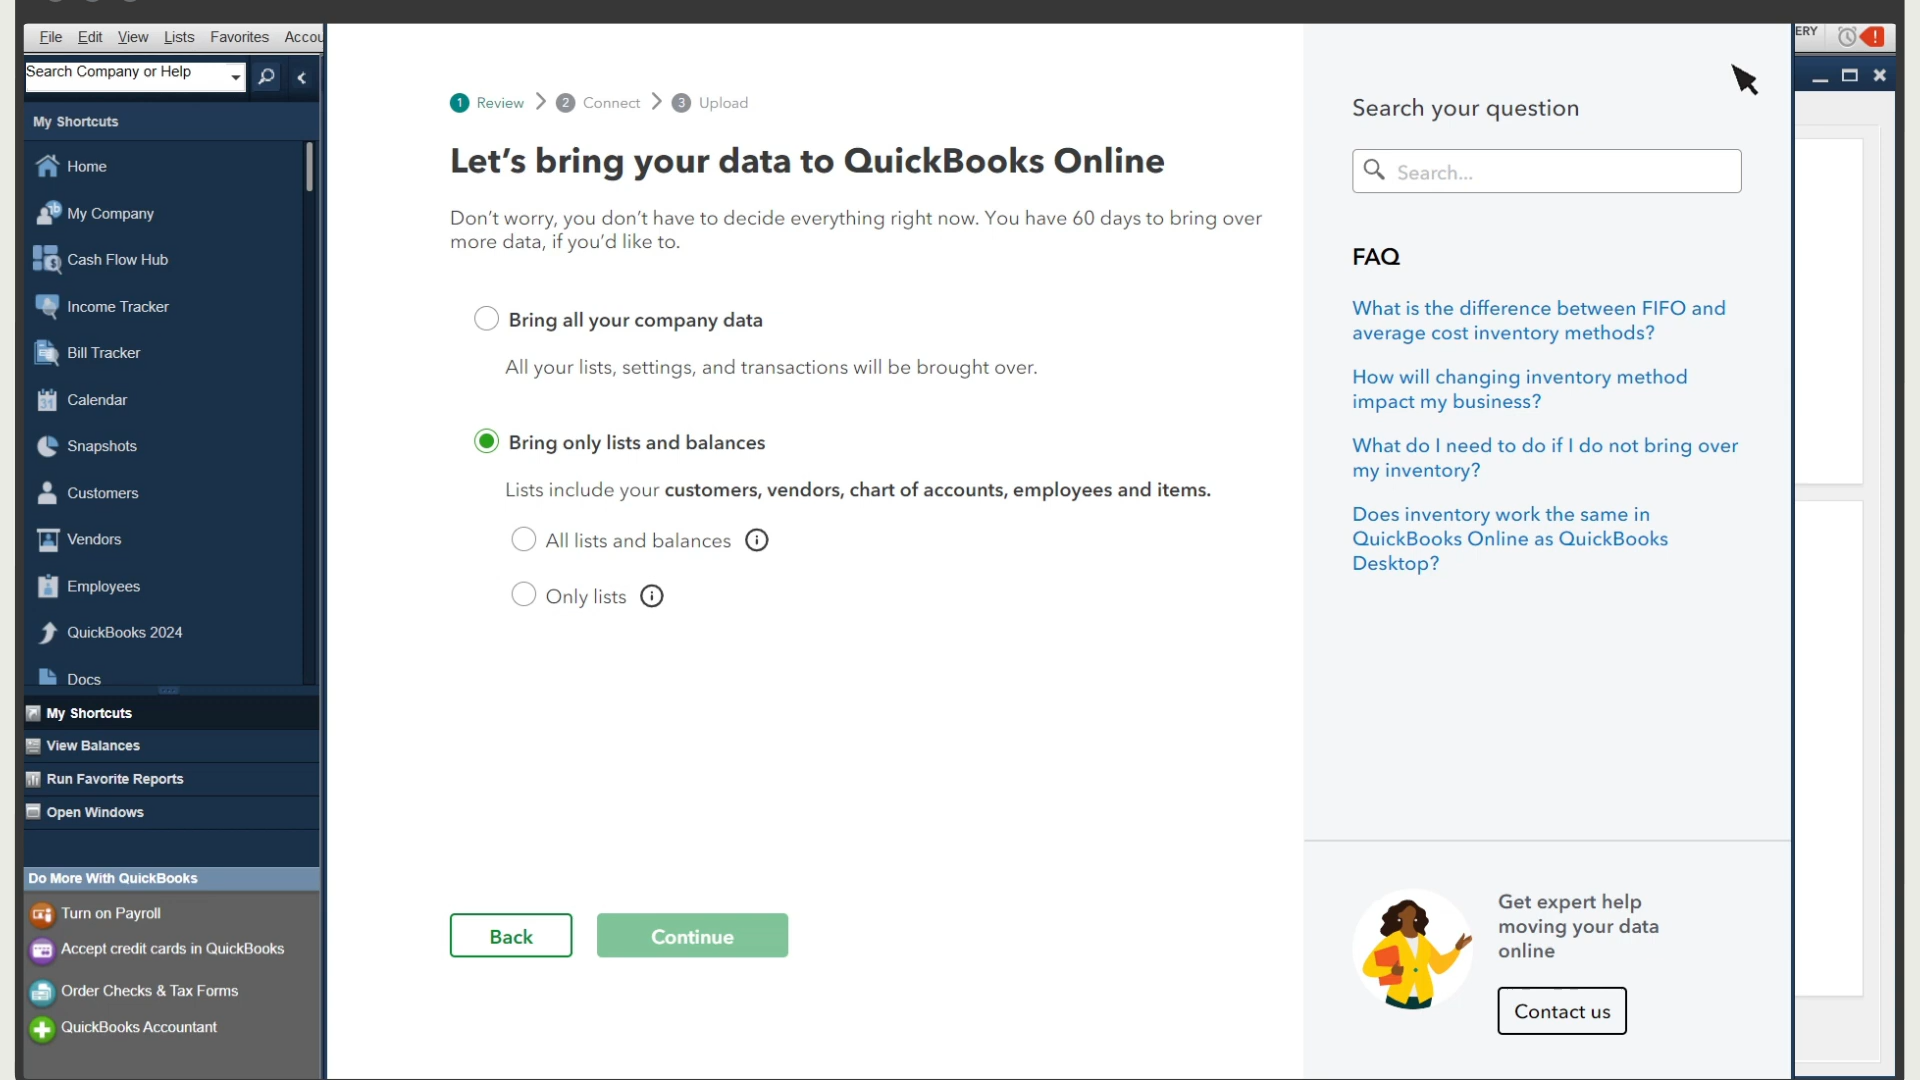 File Edit View Lists Favorites Accou
ERY
Search Company or Help
My Shortcuts
Home
My Company
Cash Flow Hub
Income Tracker
Bill Tracker
Calendar
31
Snapshots
Customers
Vendors
Employees
QuickBooks 2024
Docs
My Shortcuts
View Balances
Run Favorite Reports
Open Windows
Do More With QuickBooks
Turn on Payroll
Accept credit cards in QuickBooks
Order Checks & Tax Forms
QuickBooks Accountant
1 Review 2 Connect 3 Upload
Let’s bring your data to QuickBooks Online
Don’t worry, you don’t have to decide everything right now. You have 60 days to bring over
more data, if you’d like to.
Bring all your company data
All your lists, settings, and transactions will be brought over.
Bring only lists and balances
Lists include your customers, vendors, chart of accounts, employees and items.
All lists and balances
Only lists
Back
Continue
Search your question
Search...
FAQ
What is the difference between FIFO and
average cost inventory methods?
How will changing inventory method
impact my business?
What do I need to do if I do not bring over
my inventory?
Does inventory work the same in
QuickBooks Online as QuickBooks
Desktop?
Get expert help
moving your data
online
Contact us